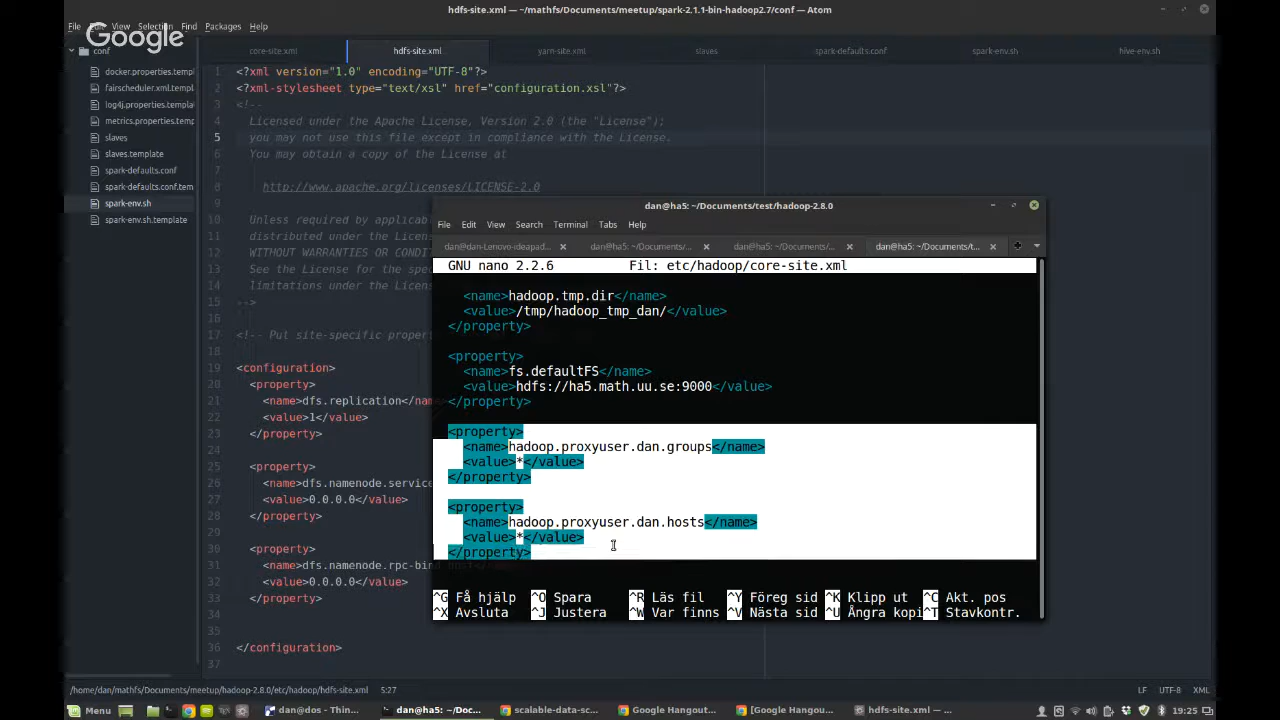 hdfs-site.xml — ~/mathfs/Documents/meetup/spark-2.1.1-bin-hadoop2.7/conf — Atom
File Edit View Selection Find Packages Help
Google
conf
core-site.xml hdfs-site.xml yarn-site.xml slaves spark-defaults.conf spark-env.sh hive-env.sh
docker.properties.templ
fairscheduler.xml.templ
log4j.properties.templa
metrics.properties.temp
slaves
slaves.template
spark-defaults.conf
spark-defaults.conf.tem
spark-env.sh
spark-env.sh.template
1 <?xml version="1.0" encoding="UTF-8"?>
2 <?xml-stylesheet type="text/xsl" href="configuration.xsl"?>
3 <!--
4 Licensed under the Apache License, Version 2.0 (the "License");
5 you may not use this file except in compliance with the License.
6 You may obtain a copy of the License at
7
8 http://www.apache.org/licenses/LICENSE-2.0
9
10 Unless required by applicab
11 distributed under the Licen
12 WITHOUT WARRANTIES OR CONDI
13 See the License for the spe
14 limitations under the Licen
15 -->
16
17 <!-- Put site-specific proper
18
19 <configuration>
20 <property>
21 <name>dfs.replication</nam
22 <value>1</value>
23 </property>
24
25 <property>
26 <name>dfs.namenode.service
27 <value>0.0.0.0</value>
28 </property>
29
30 <property>
31 <name>dfs.namenode.rpc-bind-host</name>
32 <value>0.0.0.0</value>
33 </property>
34
35
36 </configuration>
37
dan@ha5: ~/Documents/test/hadoop-2.8.0
File Edit View Search Terminal Tabs Help
dan@dan-Lenovo-ideapad... dan@ha5: ~/Documents/... dan@ha5: ~/Documents/... dan@ha5: ~/Documents/t...
GNU nano 2.2.6 Fil: etc/hadoop/core-site.xml
<name>hadoop.tmp.dir</name>
<value>/tmp/hadoop_tmp_dan/</value>
</property>
<property>
<name>fs.defaultFS</name>
<value>hdfs://ha5.math.uu.se:9000</value>
</property>
<property>
<name>hadoop.proxyuser.dan.groups</name>
<value>*</value>
</property>
<property>
<name>hadoop.proxyuser.dan.hosts</name>
<value>*</value>
</property>
^G Få hjälp ^O Spara ^R Läs fil ^Y Föreg sid ^K Klipp ut ^C Akt. pos
^X Avsluta ^J Justera ^W Var finns ^V Nästa sid ^U Ångra kopi ^T Stavkontr.
/home/dan/mathfs/Documents/meetup/hadoop-2.8.0/etc/hadoop/hdfs-site.xml 5:27 LF UTF-8 XML
Menu dan@dos - Thin... dan@ha5: ~/Doc... scalable-data-sc... Google Hangout... [Google Hangou... hdfs-site.xml — ... 19:25